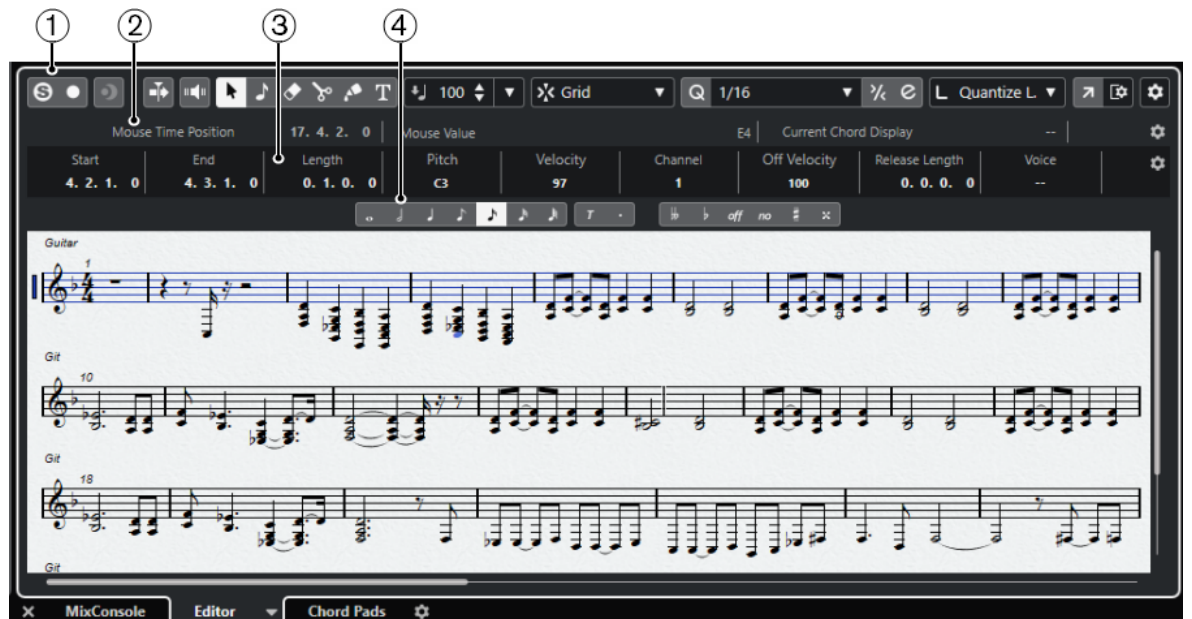 1 2 3 4
S T 100 Grid Q 1/16 e L Quantize L.
Mouse Time Position 17. 4. 2. 0 Mouse Value E4 Current Chord Display --
Start End Length Pitch Velocity Channel Off Velocity Release Length Voice
4. 2. 1. 0 4. 3. 1. 0 0. 1. 0. 0 C3 97 1 100 0. 0. 0. 0 --
T . off no
Guitar
1
4
4
Git
10
Git
18
Git
MixConsole Editor Chord Pads